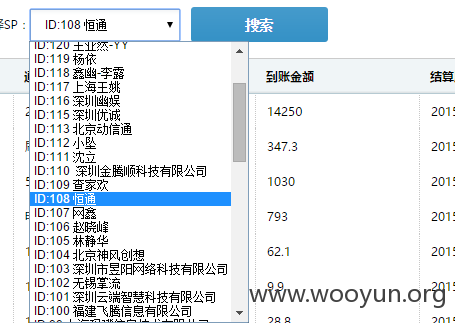 SP：
ID:108 恒通
搜索
ID:120 王业然-YY
ID:119 杨依
ID:118 鑫幽-李露
ID:117 上海王姚
ID:116 深圳幽娱
ID:115 深圳优诚
ID:113 北京动信通
ID:112 小坠
ID:111 沈立
ID:110 深圳金腾顺科技有限公司
ID:109 查家欢
ID:108 恒通
ID:107 网鑫
ID:106 赵晓峰
ID:105 林静华
ID:104 北京神风创想
ID:103 深圳市昱阳网络科技有限公司
ID:102 无锡掌流
ID:101 深圳云端智慧科技有限公司
ID:100 福建飞腾信息有限公司
到账金额
结算
14250
2015
347.3
2015
1030
2015
793
2015
62.1
2015
9.9
28.8
2015
www.wooyun.org